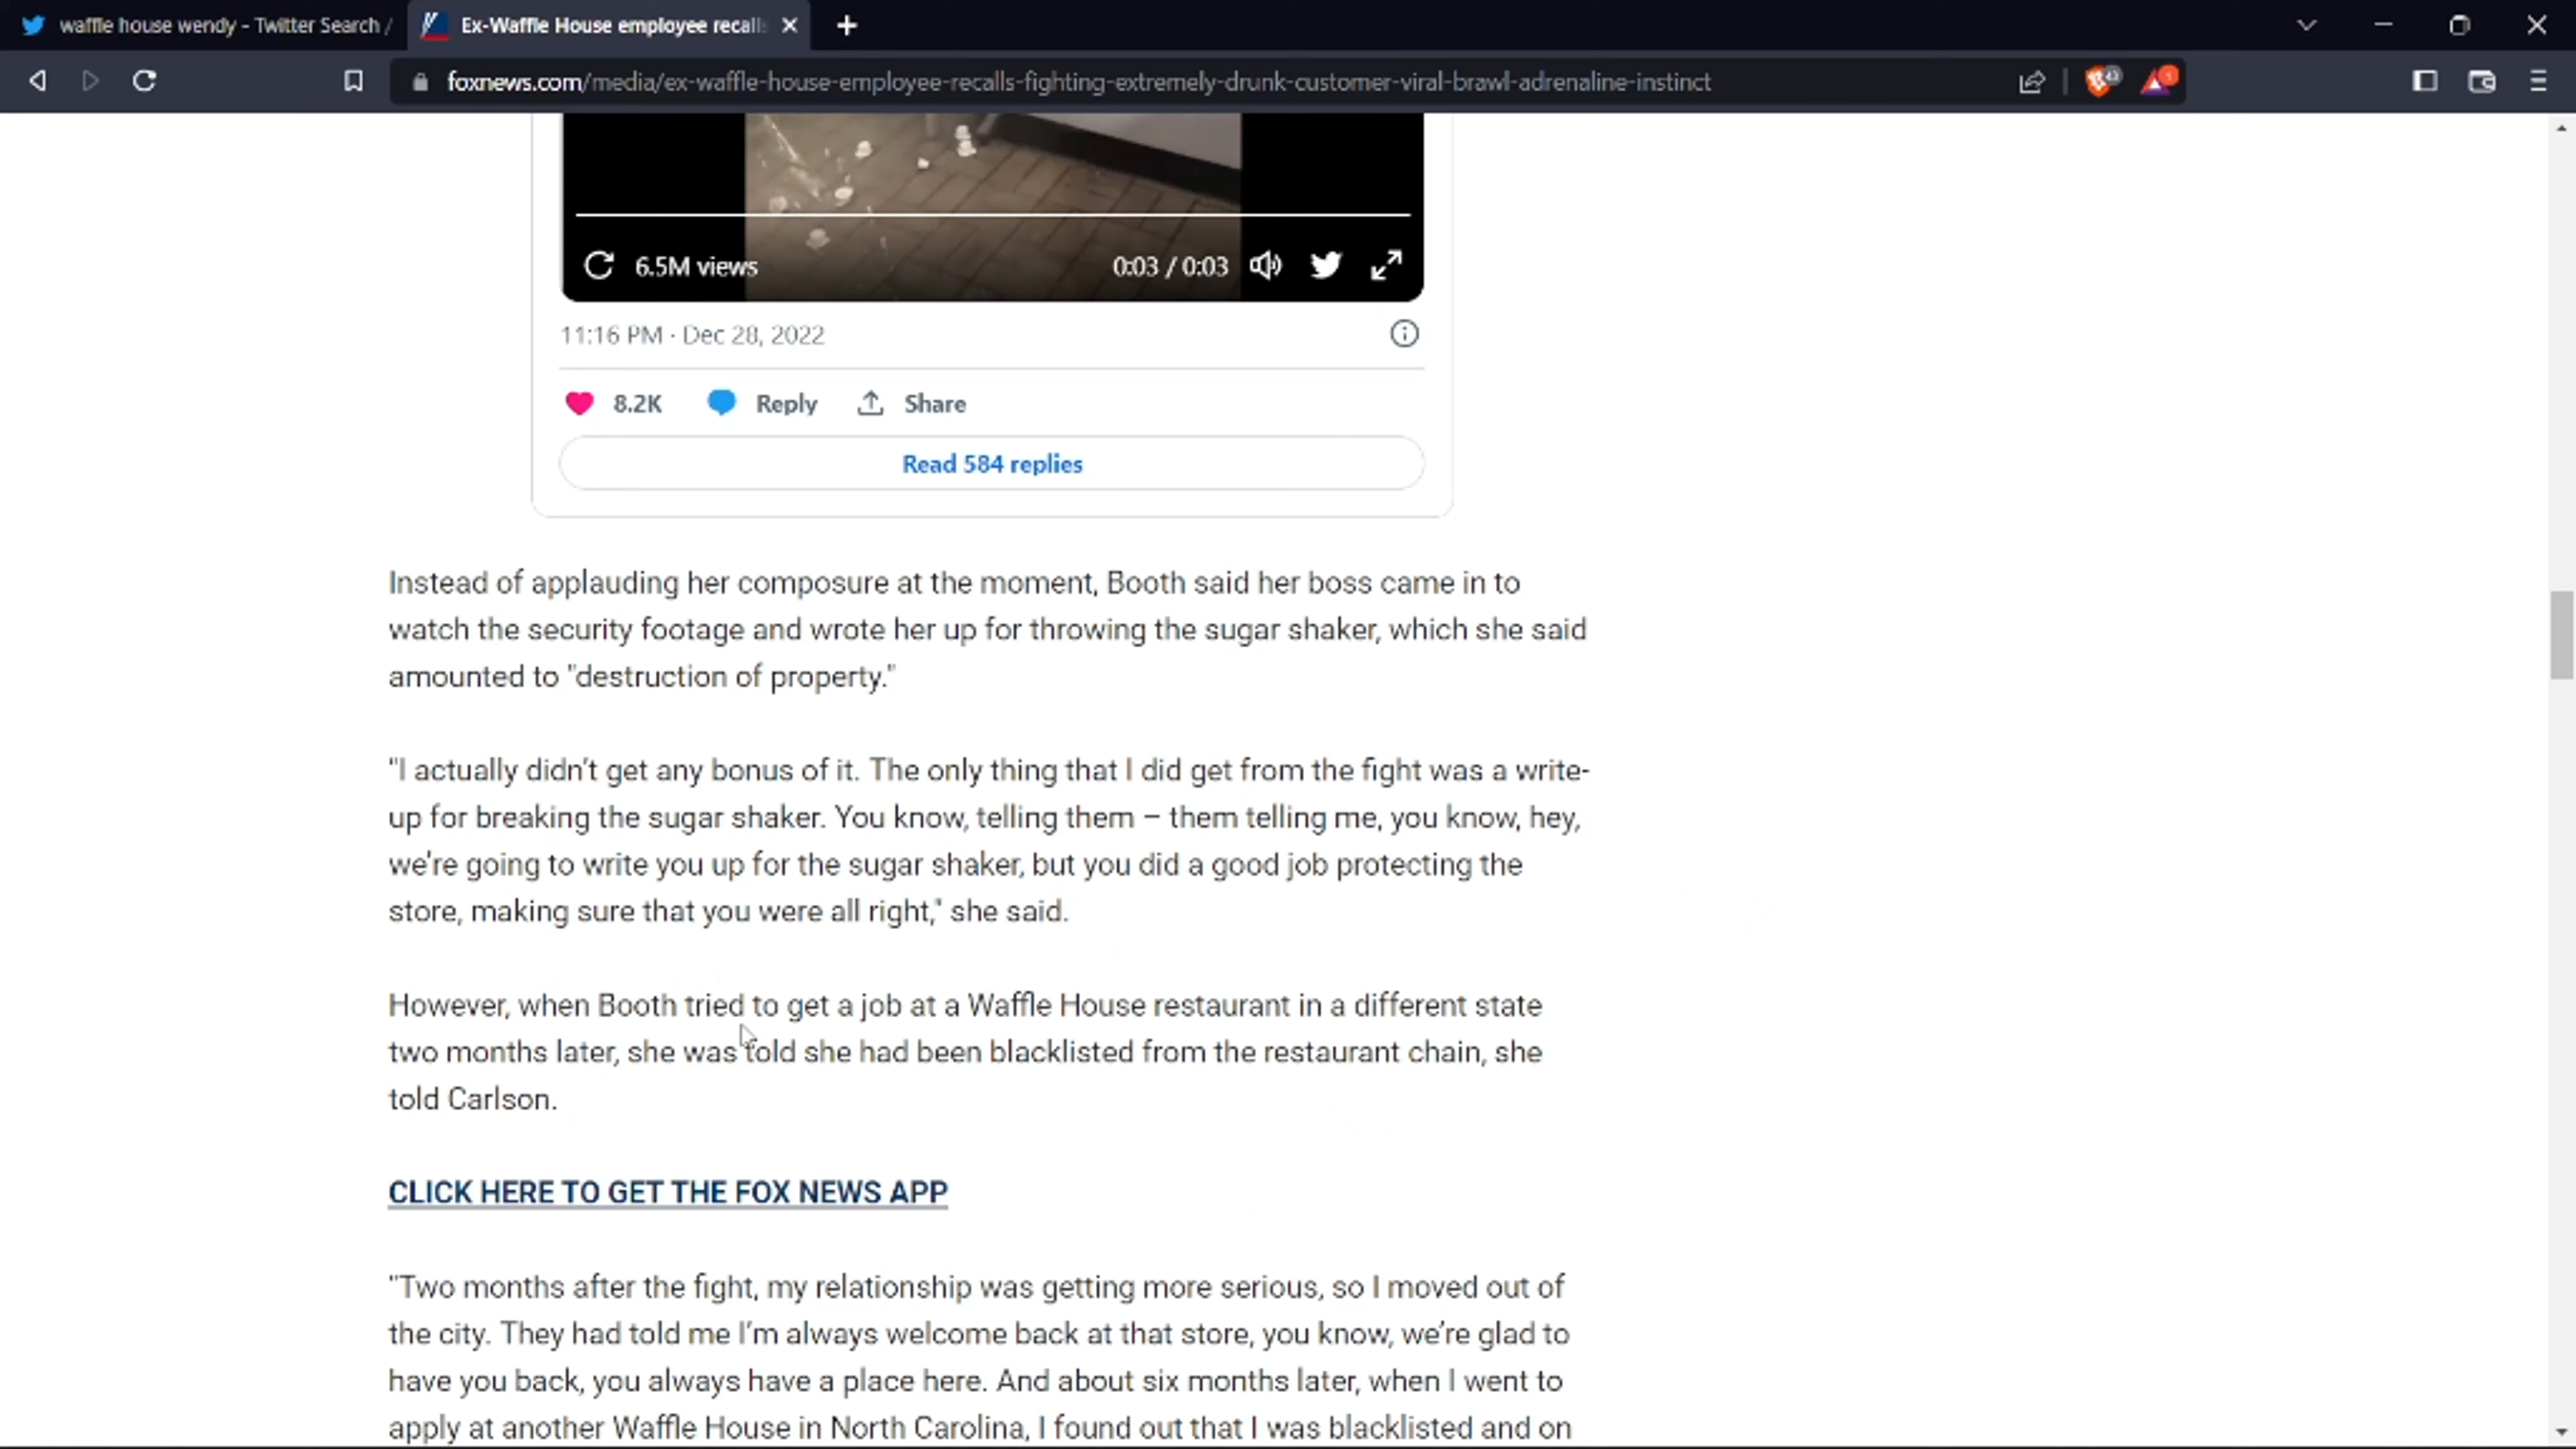 waffle house wendy - Twitter Search /
Ex-Waffle House employee recall
foxnews.com/media/ex-waffle-house-employee-recalls-fighting-extremely-drunk-customer-viral-brawl-adrenaline-instinct
43
1
6.5M views
0:03 / 0:03
11:16 PM · Dec 28, 2022
8.2K Reply Share
Read 584 replies
Instead of applauding her composure at the moment, Booth said her boss came in to
watch the security footage and wrote her up for throwing the sugar shaker, which she said
amounted to "destruction of property."
"I actually didn't get any bonus of it. The only thing that I did get from the fight was a write-
up for breaking the sugar shaker. You know, telling them – them telling me, you know, hey,
we're going to write you up for the sugar shaker, but you did a good job protecting the
store, making sure that you were all right," she said.
However, when Booth tried to get a job at a Waffle House restaurant in a different state
two months later, she was told she had been blacklisted from the restaurant chain, she
told Carlson.
CLICK HERE TO GET THE FOX NEWS APP
"Two months after the fight, my relationship was getting more serious, so I moved out of
the city. They had told me I'm always welcome back at that store, you know, we're glad to
have you back, you always have a place here. And about six months later, when I went to
apply at another Waffle House in North Carolina, I found out that I was blacklisted and on